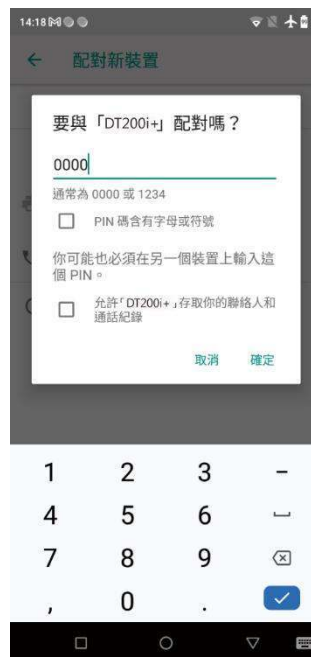 14:18
配對新裝置
要與「DT200i+」配對嗎？
0000
通常為 0000 或 1234
PIN 碼含有字母或符號
你可能也必須在另一個裝置上輸入這
個 PIN。
允許「DT200i+」存取你的聯絡人和
通話紀錄
取消 確定
1 2 3 -
4 5 6
7 8 9
, 0 .